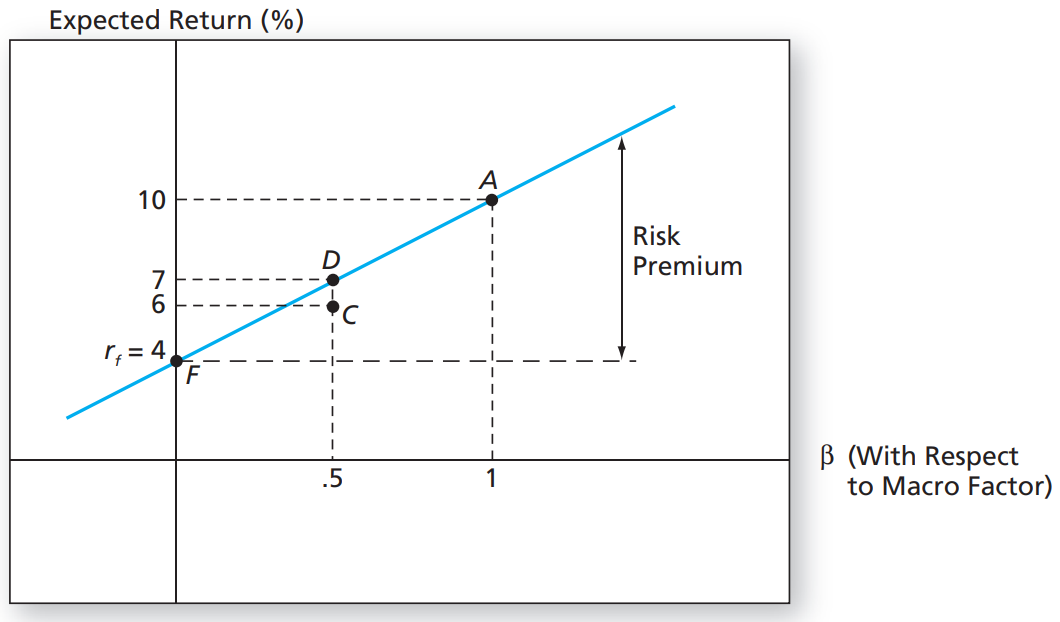 Expected Return (%)
A
10
Risk
Premium
D
7
6
C
r_f = 4
F
β (With Respect
to Macro Factor)
.5
1